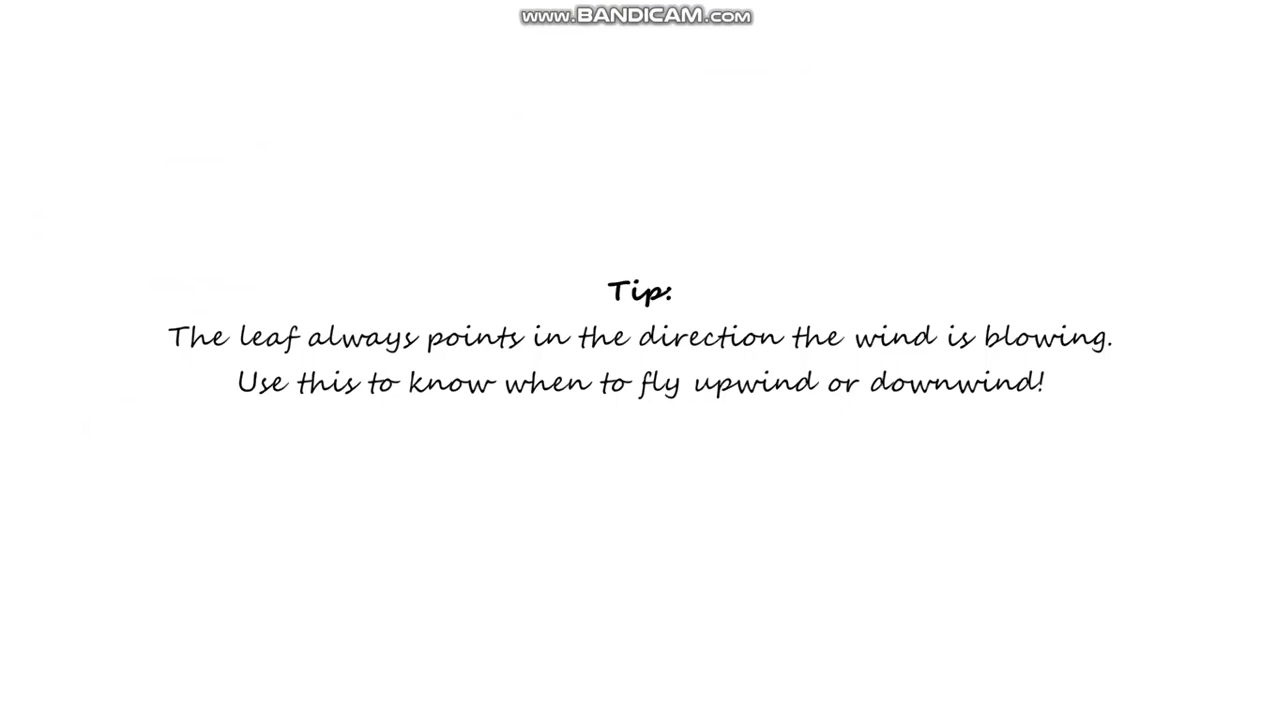 www.BANDICAM.com
Tip:
The leaf always points in the direction the wind is blowing.
Use this to know when to fly upwind or downwind!